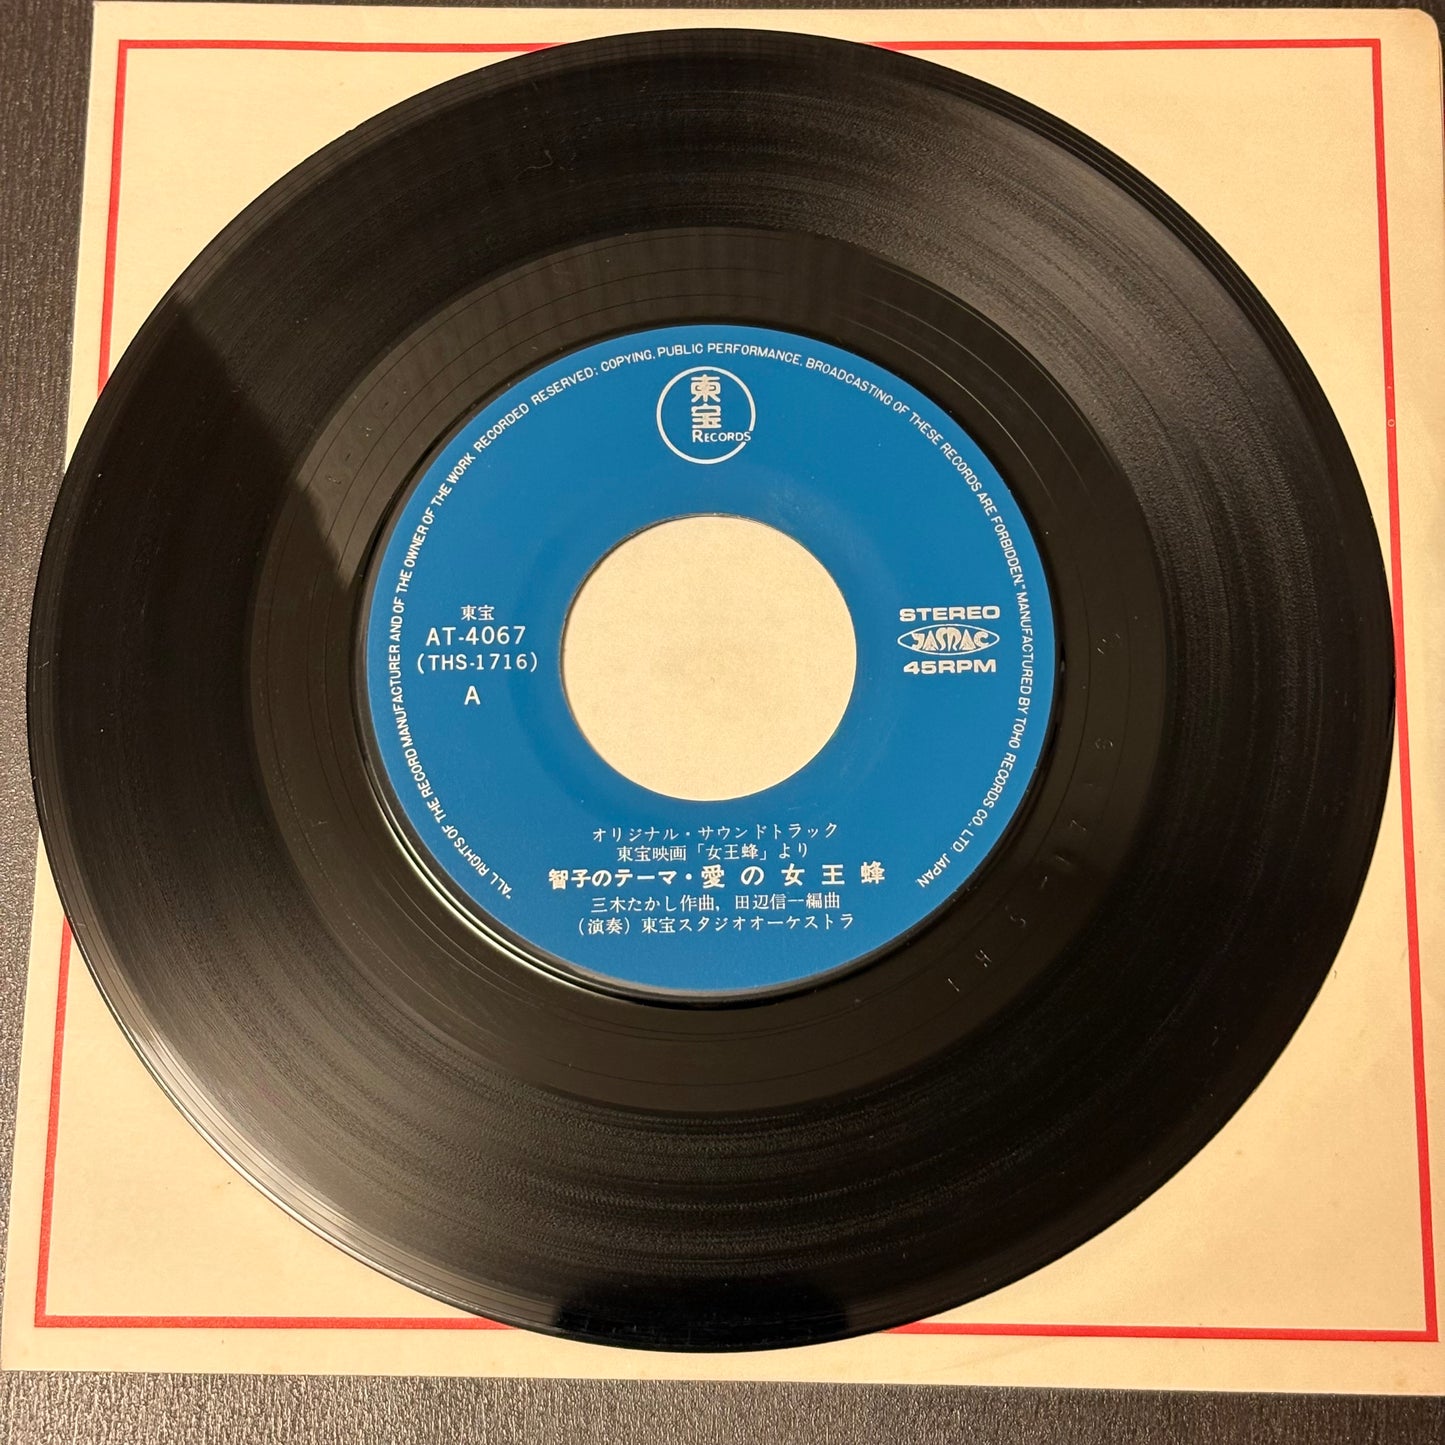 "ALL RIGHTS OF THE RECORD MANUFACTURER AND OF THE OWNER OF THE WORK RECORDED RESERVED; COPYING, PUBLIC PERFORMANCE, BROADCASTING OF THESE RECORDS ARE FORBIDDEN." MANUFACTURED BY TOHO RECORDS CO., LTD. JAPAN
東宝
RECORDS
東宝
AT-4067
(THS-1716)
A
STEREO
JASRAC
45RPM
オリジナル・サウンドトラック
東宝映画「女王蜂」より
智子のテーマ・愛の女王蜂
三木たかし作曲, 田辺信一編曲
(演奏) 東宝スタジオオーケストラ